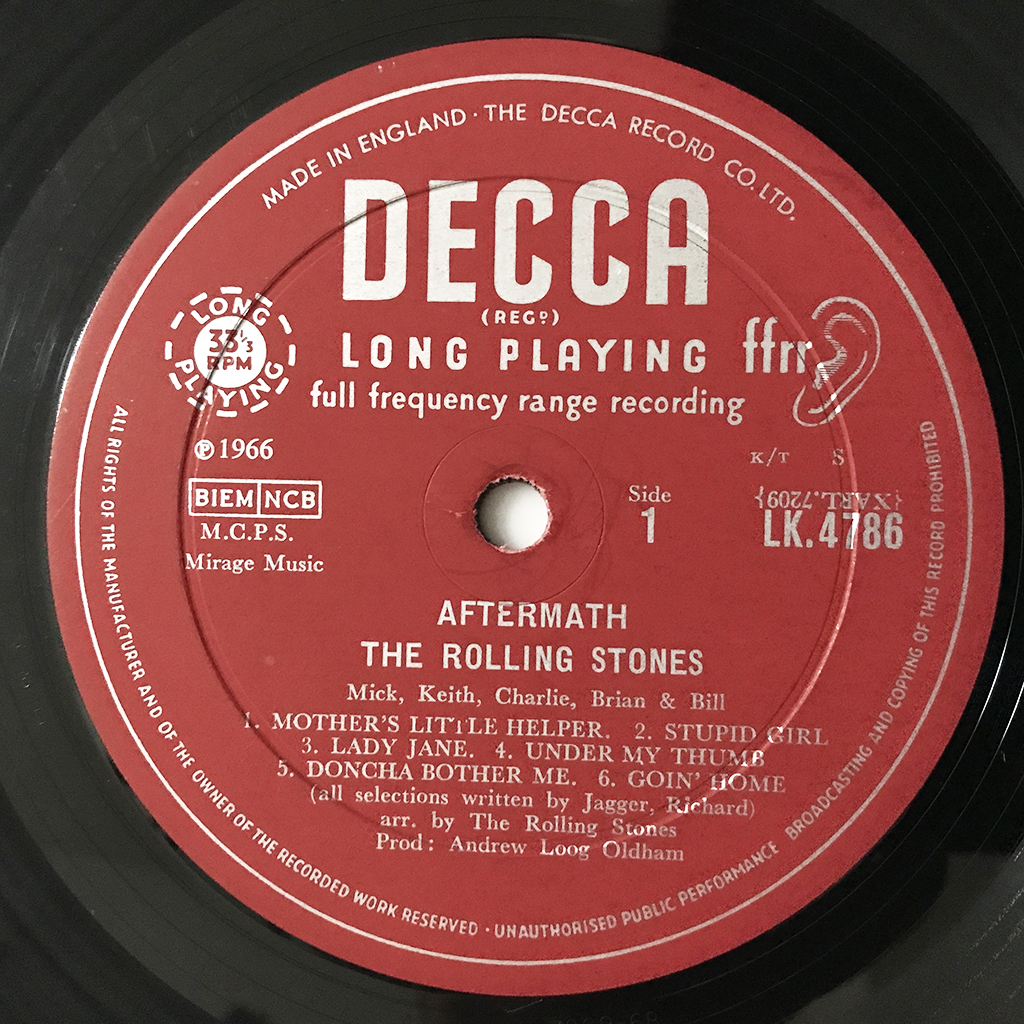 MADE IN ENGLAND · THE DECCA RECORD CO. LTD.
DECCA
(REGD.)
LONG 33⅓ RPM PLAYING
LONG PLAYING
ffrr
full frequency range recording
℗ 1966
K/T S
BIEM NCB
Side
{XARL.7209}
M.C.P.S.
1
LK.4786
Mirage Music
AFTERMATH
THE ROLLING STONES
Mick, Keith, Charlie, Brian & Bill
1. MOTHER'S LITTLE HELPER. 2. STUPID GIRL
3. LADY JANE. 4. UNDER MY THUMB
5. DONCHA BOTHER ME. 6. GOIN' HOME
(all selections written by Jagger, Richard)
arr. by The Rolling Stones
Prod: Andrew Loog Oldham
ALL RIGHTS OF THE MANUFACTURER AND OF THE OWNER OF THE RECORDED WORK RESERVED · UNAUTHORISED PUBLIC PERFORMANCE BROADCASTING AND COPYING OF THIS RECORD PROHIBITED